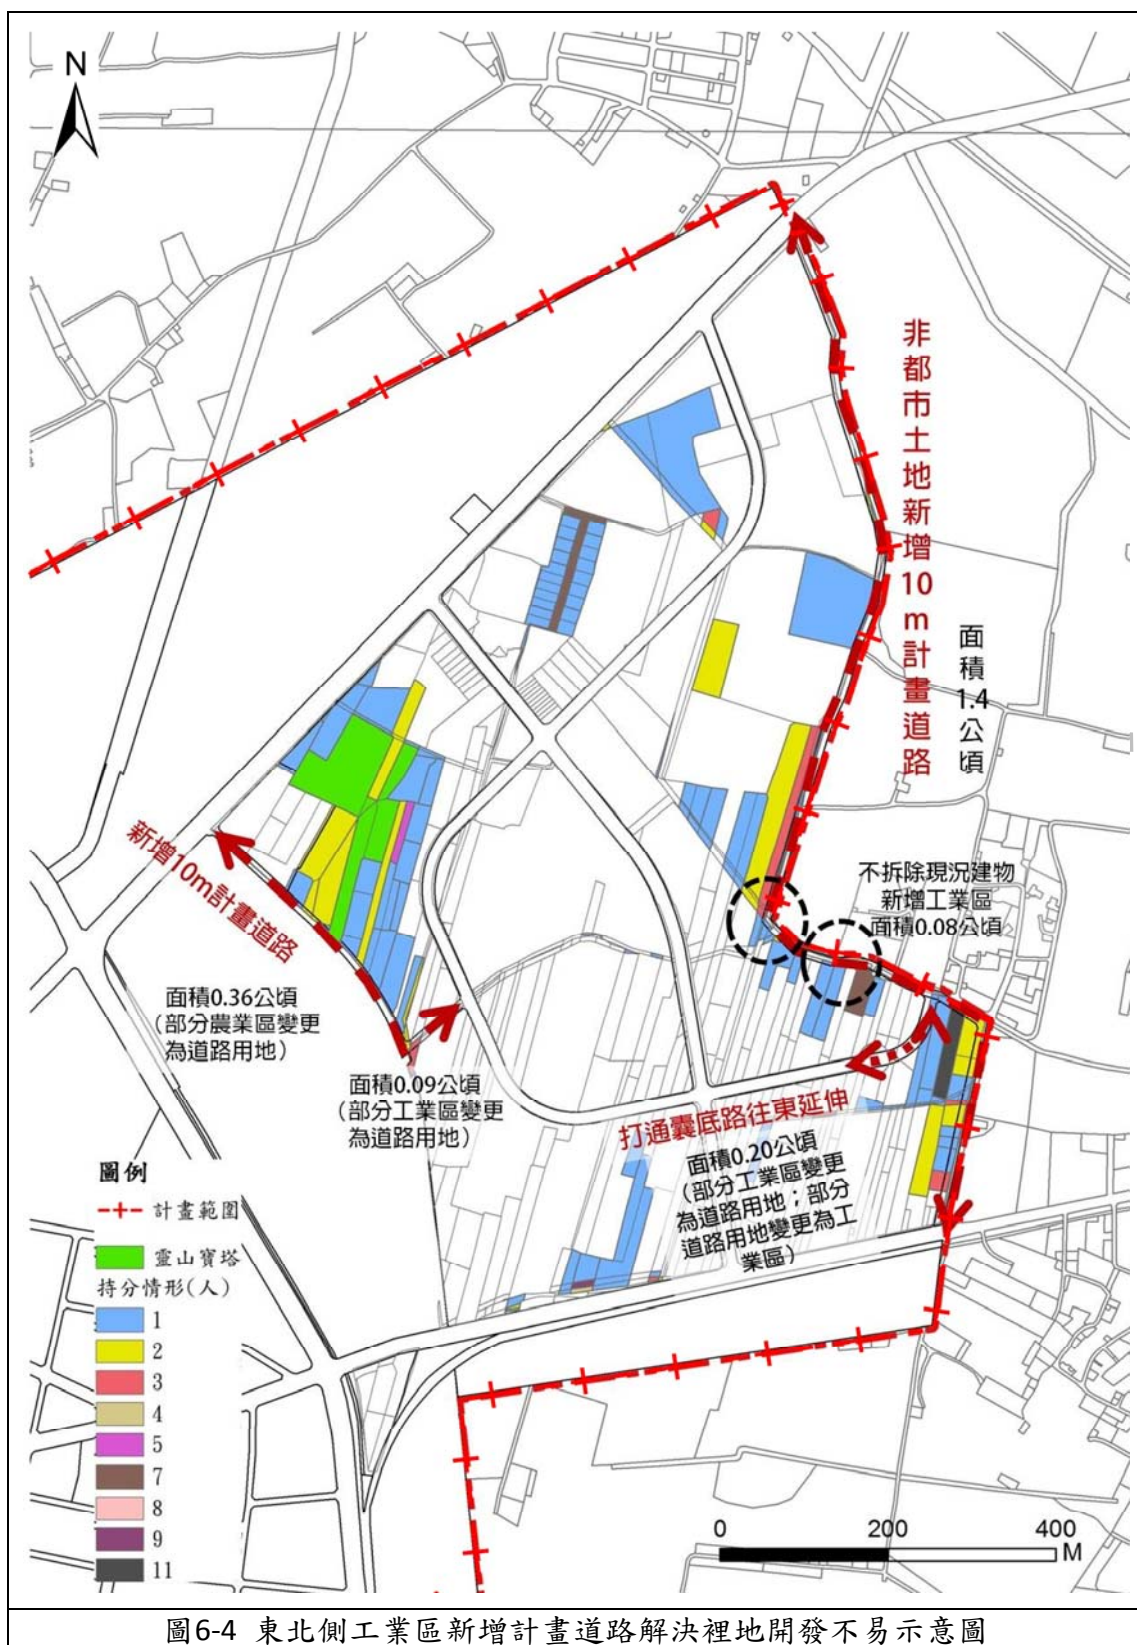 N
非都市土地新增10m計畫道路
面積1.4公頃
不拆除現況建物
新增工業區
面積0.08公頃
新增10m計畫道路
面積0.36公頃
(部分農業區變更
為道路用地)
面積0.09公頃
(部分工業區變更
為道路用地)
打通囊底路往東延伸
面積0.20公頃
(部分工業區變更
為道路用地；部分
道路用地變更為工
業區)
圖例
計畫範圍
靈山寶塔
持分情形(人)
1
2
3
4
5
7
8
9
11
0 200 400
M
圖6-4 東北側工業區新增計畫道路解決裡地開發不易示意圖